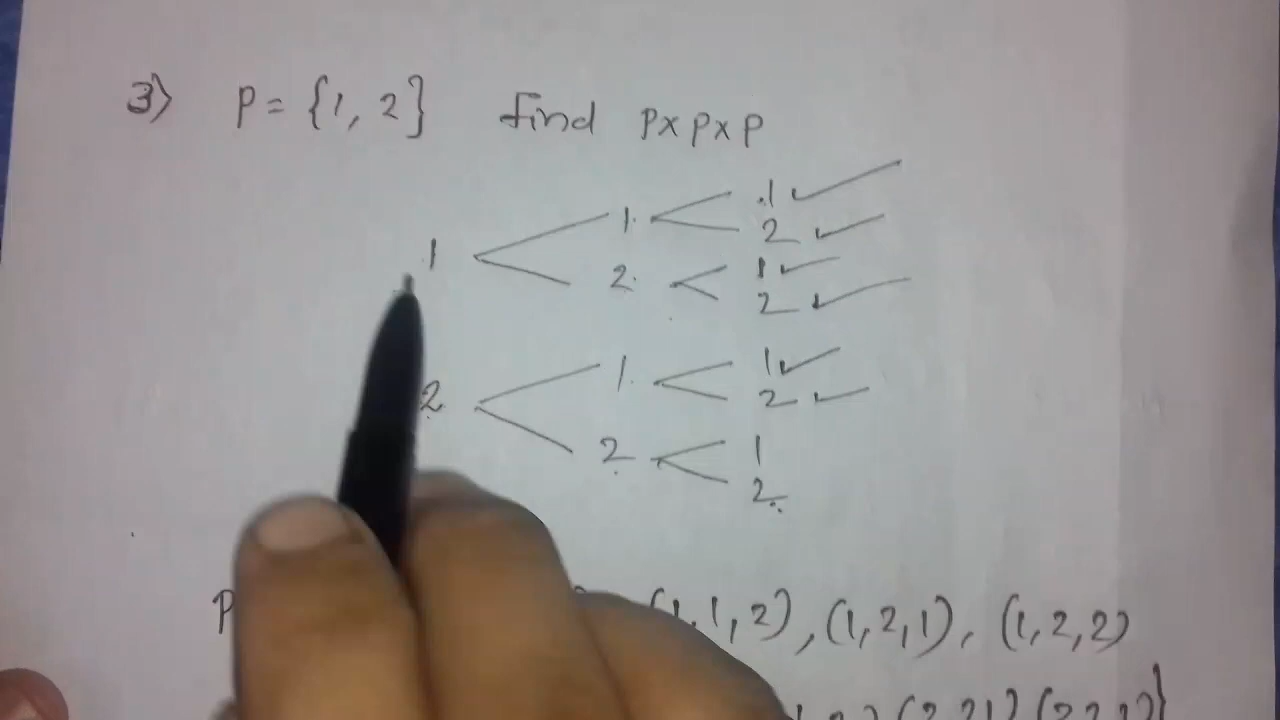 3) P = {1, 2} find P×P×P
1 1 1
2
2 1
2
2 1 1
2
2 1
2
P (1,1,2), (1,2,1), (1,2,2)
(2,2,1) (2,2,2)}